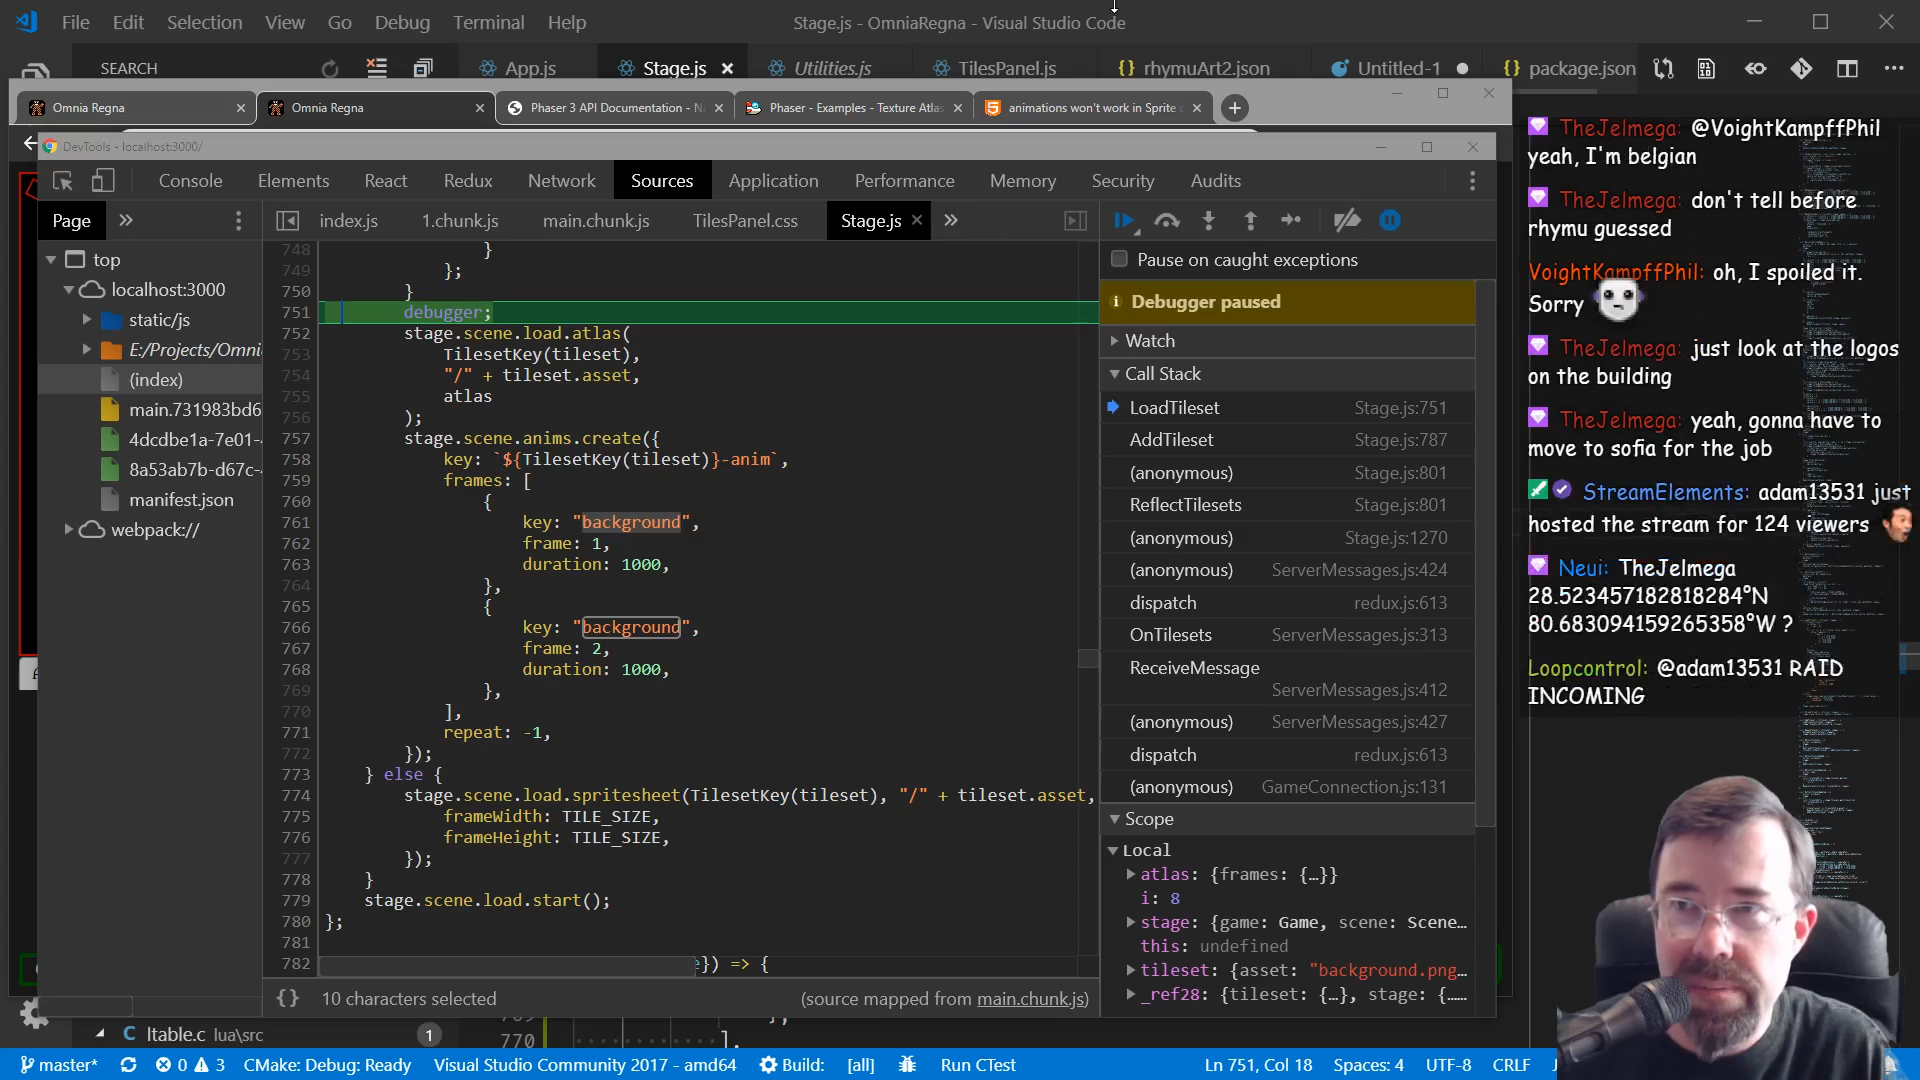 File Edit Selection View Go Debug Terminal Help
Stage.js - OmniaRegna - Visual Studio Code
SEARCH
App.js
Stage.js
Utilities.js
TilesPanel.js
rhymuArt2.json
Untitled-1
package.json
Omnia Regna
Omnia Regna
Phaser 3 API Documentation - N
Phaser - Examples - Texture Atlas
animations won't work in Sprite
DevTools - localhost:3000/
Console Elements React Redux Network Sources Application Performance Memory Security Audits
Page
index.js 1.chunk.js main.chunk.js TilesPanel.css Stage.js
top
localhost:3000
static/js
E:/Projects/Omni
(index)
main.731983bd6
4dcdbe1a-7e01-
8a53ab7b-d67c-
manifest.json
webpack://
748 }
749 };
750 }
751 debugger;
752 stage.scene.load.atlas(
753 TilesetKey(tileset),
754 "/" + tileset.asset,
755 atlas
756 );
757 stage.scene.anims.create({
758 key: `${TilesetKey(tileset)}-anim`,
759 frames: [
760 {
761 key: "background",
762 frame: 1,
763 duration: 1000,
764 },
765 {
766 key: "background",
767 frame: 2,
768 duration: 1000,
769 },
770 ],
771 repeat: -1,
772 });
773 } else {
774 stage.scene.load.spritesheet(TilesetKey(tileset), "/" + tileset.asset,
775 frameWidth: TILE_SIZE,
776 frameHeight: TILE_SIZE,
777 });
778 }
779 stage.scene.load.start();
780 };
781
782 }) => {
{} 10 characters selected
(source mapped from main.chunk.js)
Pause on caught exceptions
Debugger paused
Watch
Call Stack
LoadTileset Stage.js:751
AddTileset Stage.js:787
(anonymous) Stage.js:801
ReflectTilesets Stage.js:801
(anonymous) Stage.js:1270
(anonymous) ServerMessages.js:424
dispatch redux.js:613
OnTilesets ServerMessages.js:313
ReceiveMessage
ServerMessages.js:412
(anonymous) ServerMessages.js:427
dispatch redux.js:613
(anonymous) GameConnection.js:131
Scope
Local
atlas: {frames: {…}}
i: 8
stage: {game: Game, scene: Scene…
this: undefined
tileset: {asset: "background.png…
_ref28: {tileset: {…}, stage: {……
TheJelmega: @VoightKampffPhil
yeah, I'm belgian
TheJelmega: don't tell before
rhymu guessed
VoightKampffPhil: oh, I spoiled it.
Sorry
TheJelmega: just look at the logos
on the building
TheJelmega: yeah, gonna have to
move to sofia for the job
StreamElements: adam13531 just
hosted the stream for 124 viewers
Neui: TheJelmega
28.523457182818284°N
80.683094159265358°W ?
Loopcontrol: @adam13531 RAID
INCOMING
ltable.c lua\src 1
770 ],
master* 0 3 CMake: Debug: Ready Visual Studio Community 2017 - amd64 Build: [all] Run CTest
Ln 751, Col 18 Spaces: 4 UTF-8 CRLF